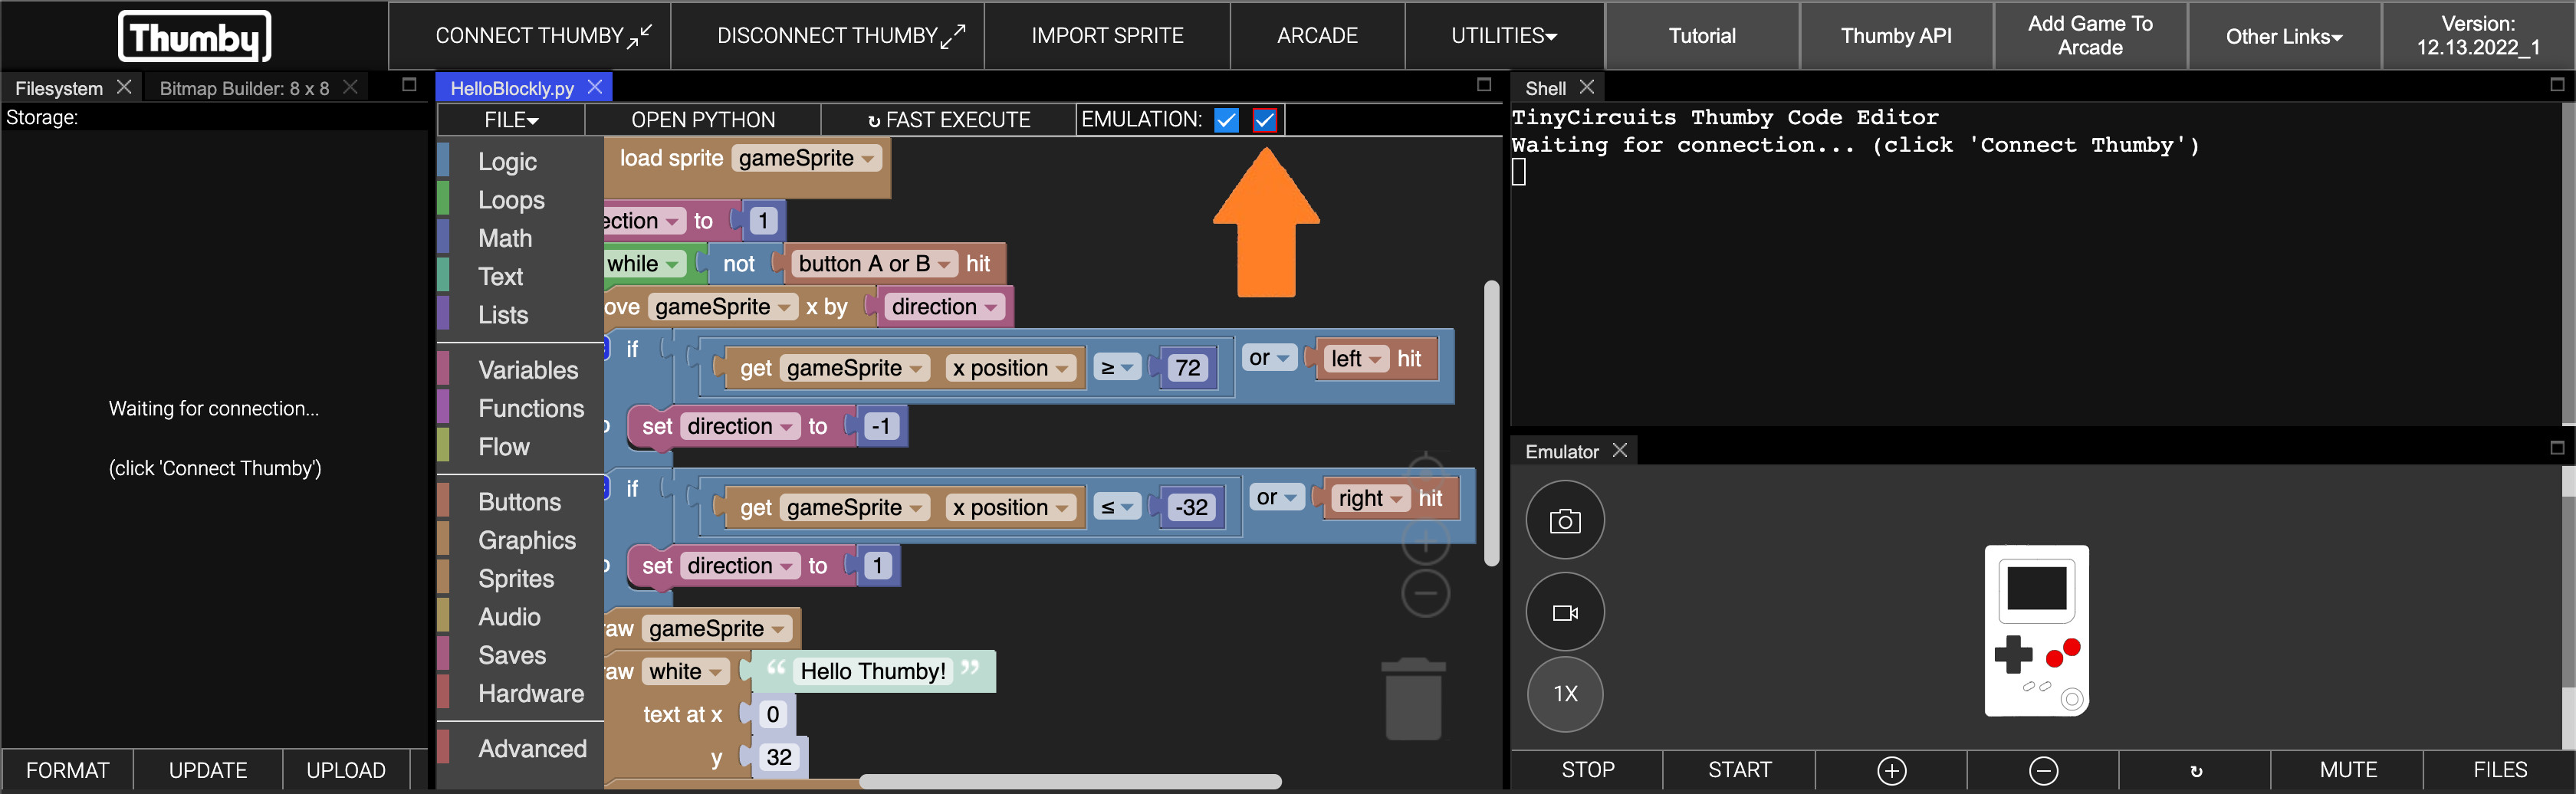 Thumby
CONNECT THUMBY
DISCONNECT THUMBY
IMPORT SPRITE
ARCADE
UTILITIES
Tutorial
Thumby API
Add Game To
Arcade
Other Links
Version:
12.13.2022_1
Filesystem
Bitmap Builder: 8 x 8
Storage:
Waiting for connection...
(click 'Connect Thumby')
FORMAT
UPDATE
UPLOAD
HelloBlockly.py
FILE
OPEN PYTHON
FAST EXECUTE
EMULATION:
Logic
Loops
Math
Text
Lists
Variables
Functions
Flow
Buttons
Graphics
Sprites
Audio
Saves
Hardware
Advanced
load sprite gameSprite
ection to 1
while not button A or B hit
ove gameSprite x by direction
if get gameSprite x position ≥ 72 or left hit
set direction to -1
if get gameSprite x position ≤ -32 or right hit
set direction to 1
aw gameSprite
aw white “ Hello Thumby! ”
text at x 0
y 32
Shell
TinyCircuits Thumby Code Editor
Waiting for connection... (click 'Connect Thumby')
Emulator
1X
STOP
START
MUTE
FILES